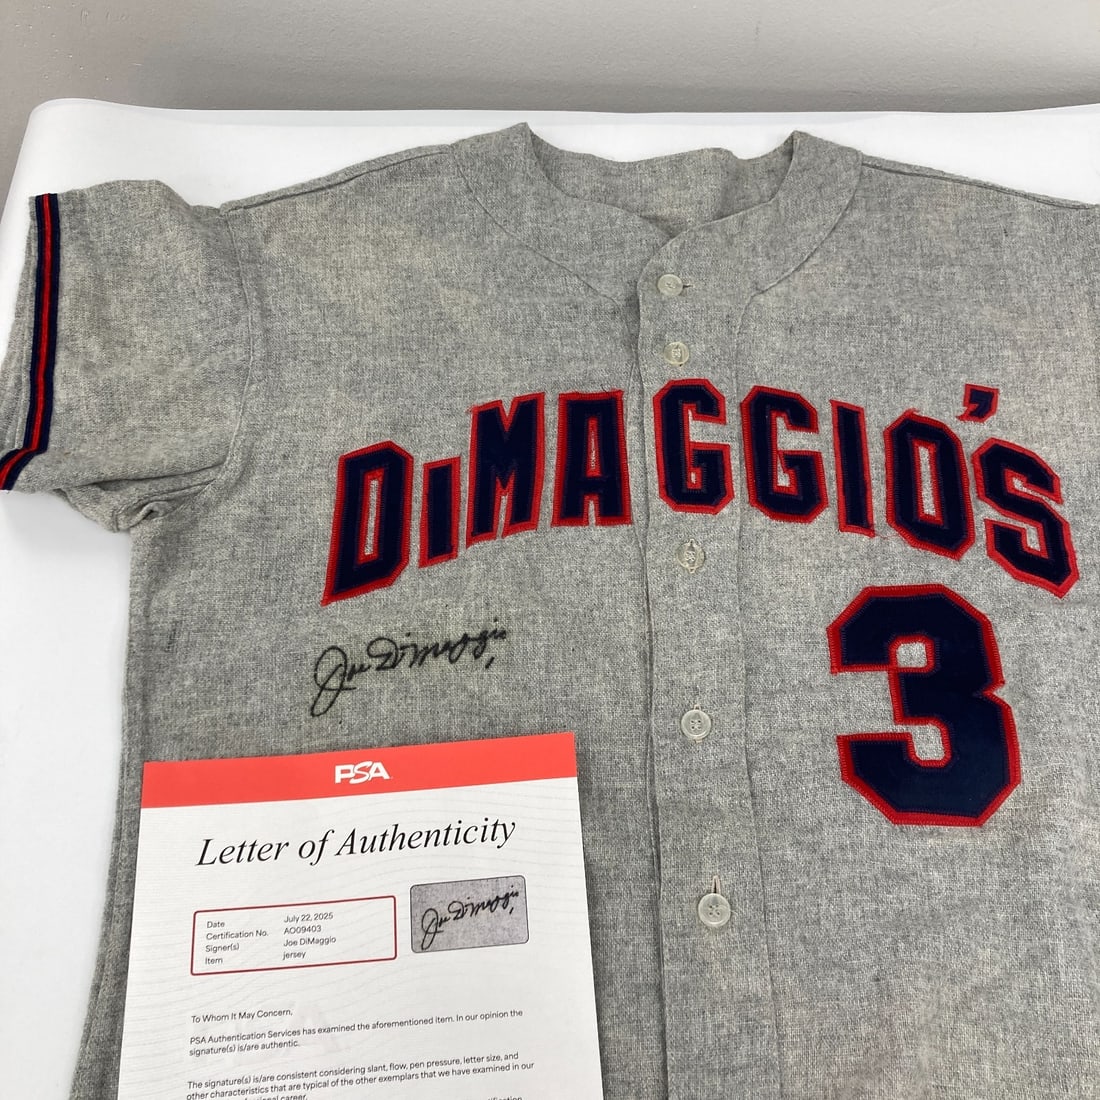 DiMAGGIO'S
3
Joe DiMaggio
PSA
Letter of Authenticity
Date July 22, 2025
Certification No. AO09403
Signer(s) Joe DiMaggio
Item jersey
Joe DiMaggio
To Whom It May Concern,
PSA Authentication Services has examined the aforementioned item. In our opinion the
signature(s) is/are authentic.
The signature(s) is/are consistent considering slant, flow, pen pressure, letter size, and
other characteristics that are typical of the other exemplars that we have examined in our
career.